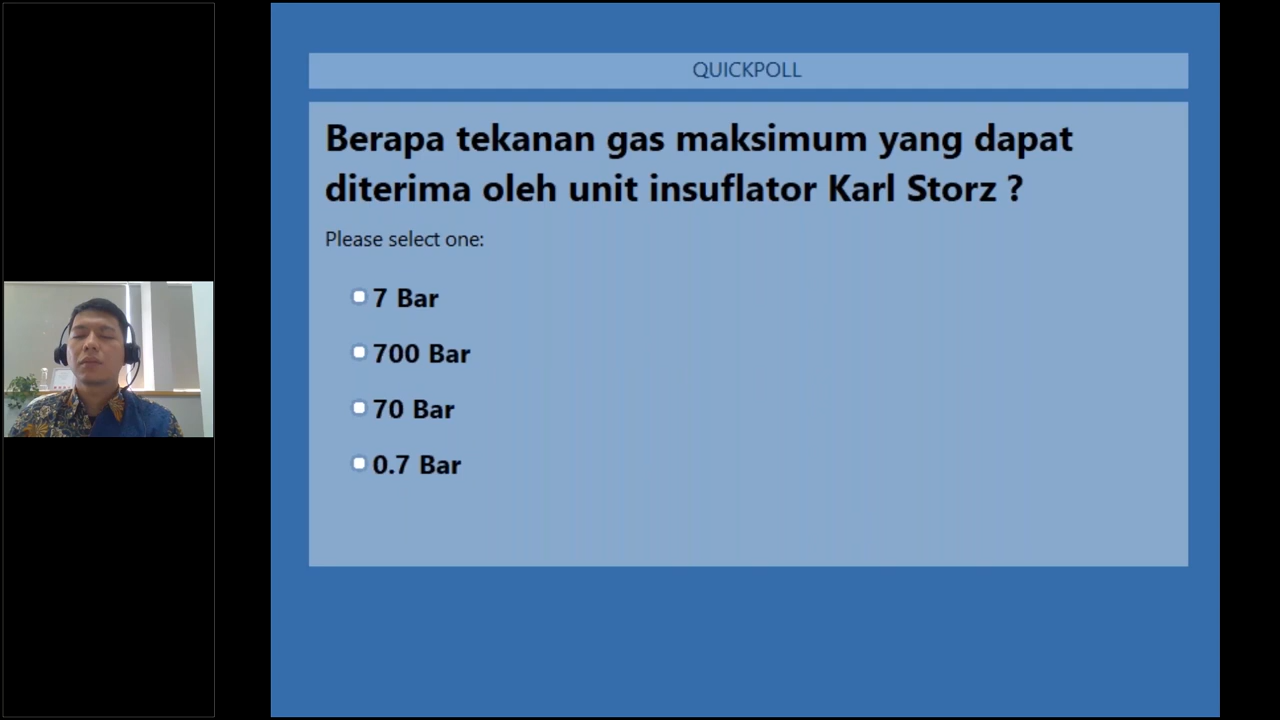 QUICKPOLL
Berapa tekanan gas maksimum yang dapat
diterima oleh unit insuflator Karl Storz ?
Please select one:
7 Bar
700 Bar
70 Bar
0.7 Bar